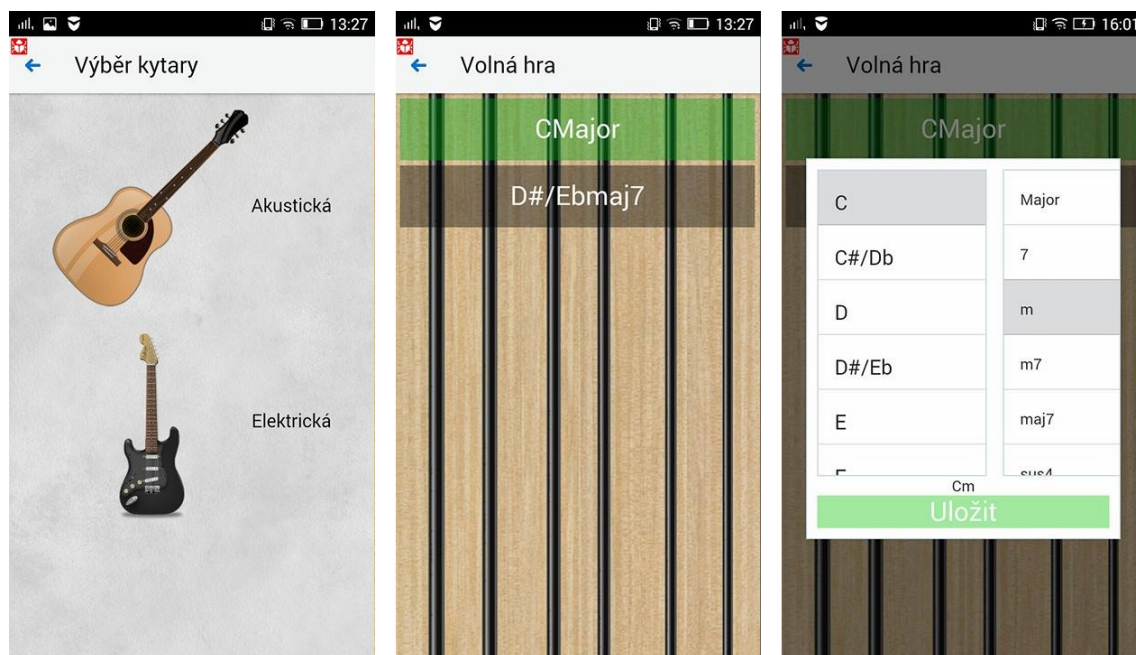 13:27
Výběr kytary
Akustická
Elektrická
13:27
Volná hra
CMajor
D#/Ebmaj7
16:01
Volná hra
CMajor
C
Major
C#/Db
7
D
m
D#/Eb
m7
E
maj7
F
sus4
Cm
Uložit